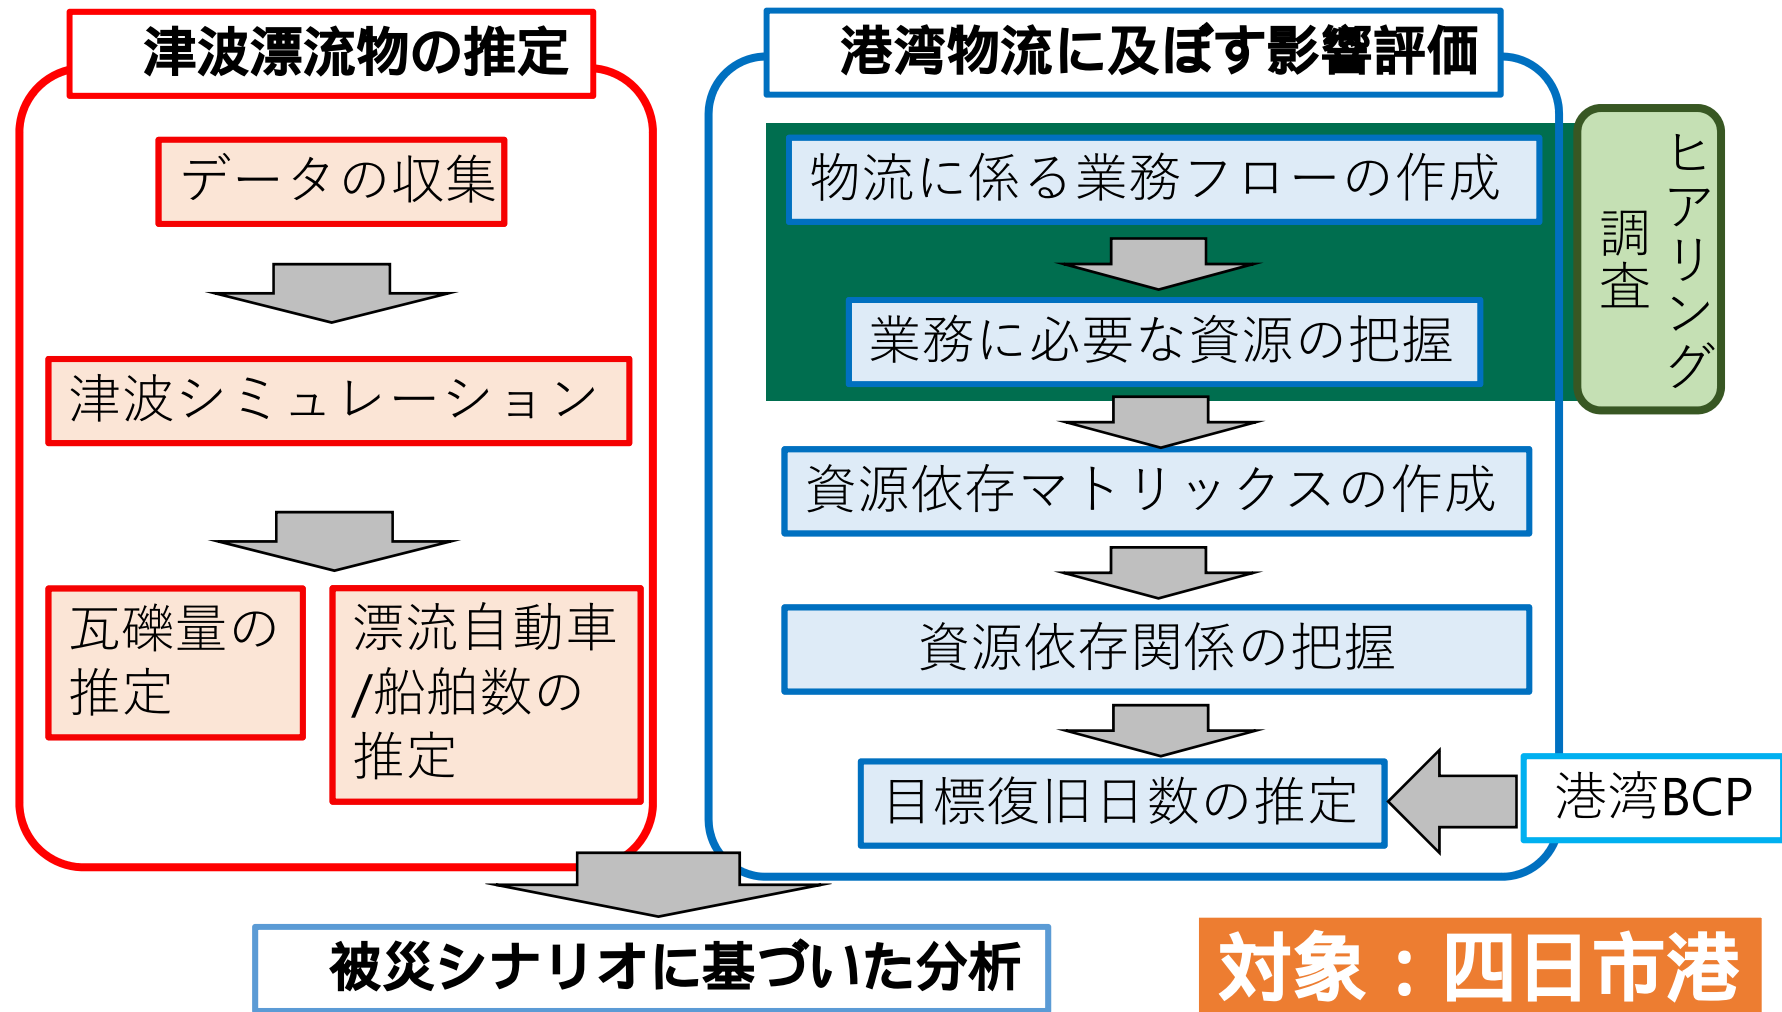 津波漂流物の推定
データの収集
津波シミュレーション
瓦礫量の
推定
漂流自動車
/船舶数の
推定
港湾物流に及ぼす影響評価
物流に係る業務フローの作成
業務に必要な資源の把握
ヒアリング
調査
資源依存マトリックスの作成
資源依存関係の把握
目標復旧日数の推定
港湾BCP
被災シナリオに基づいた分析
対象：四日市港